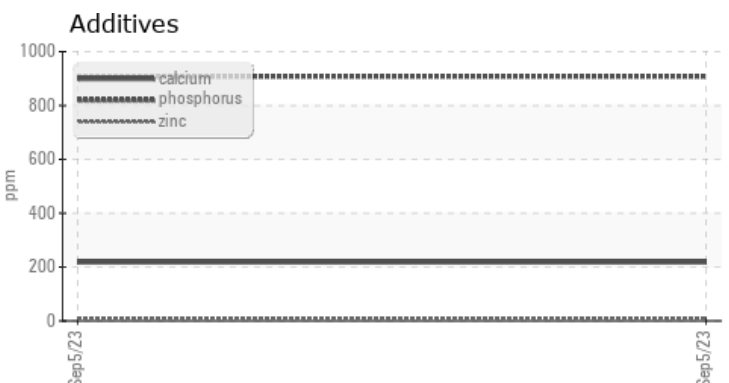 Additives
1000
800
600
400
200
0
ppm
calcium
phosphorus
zinc
Sep5/23
Sep5/23